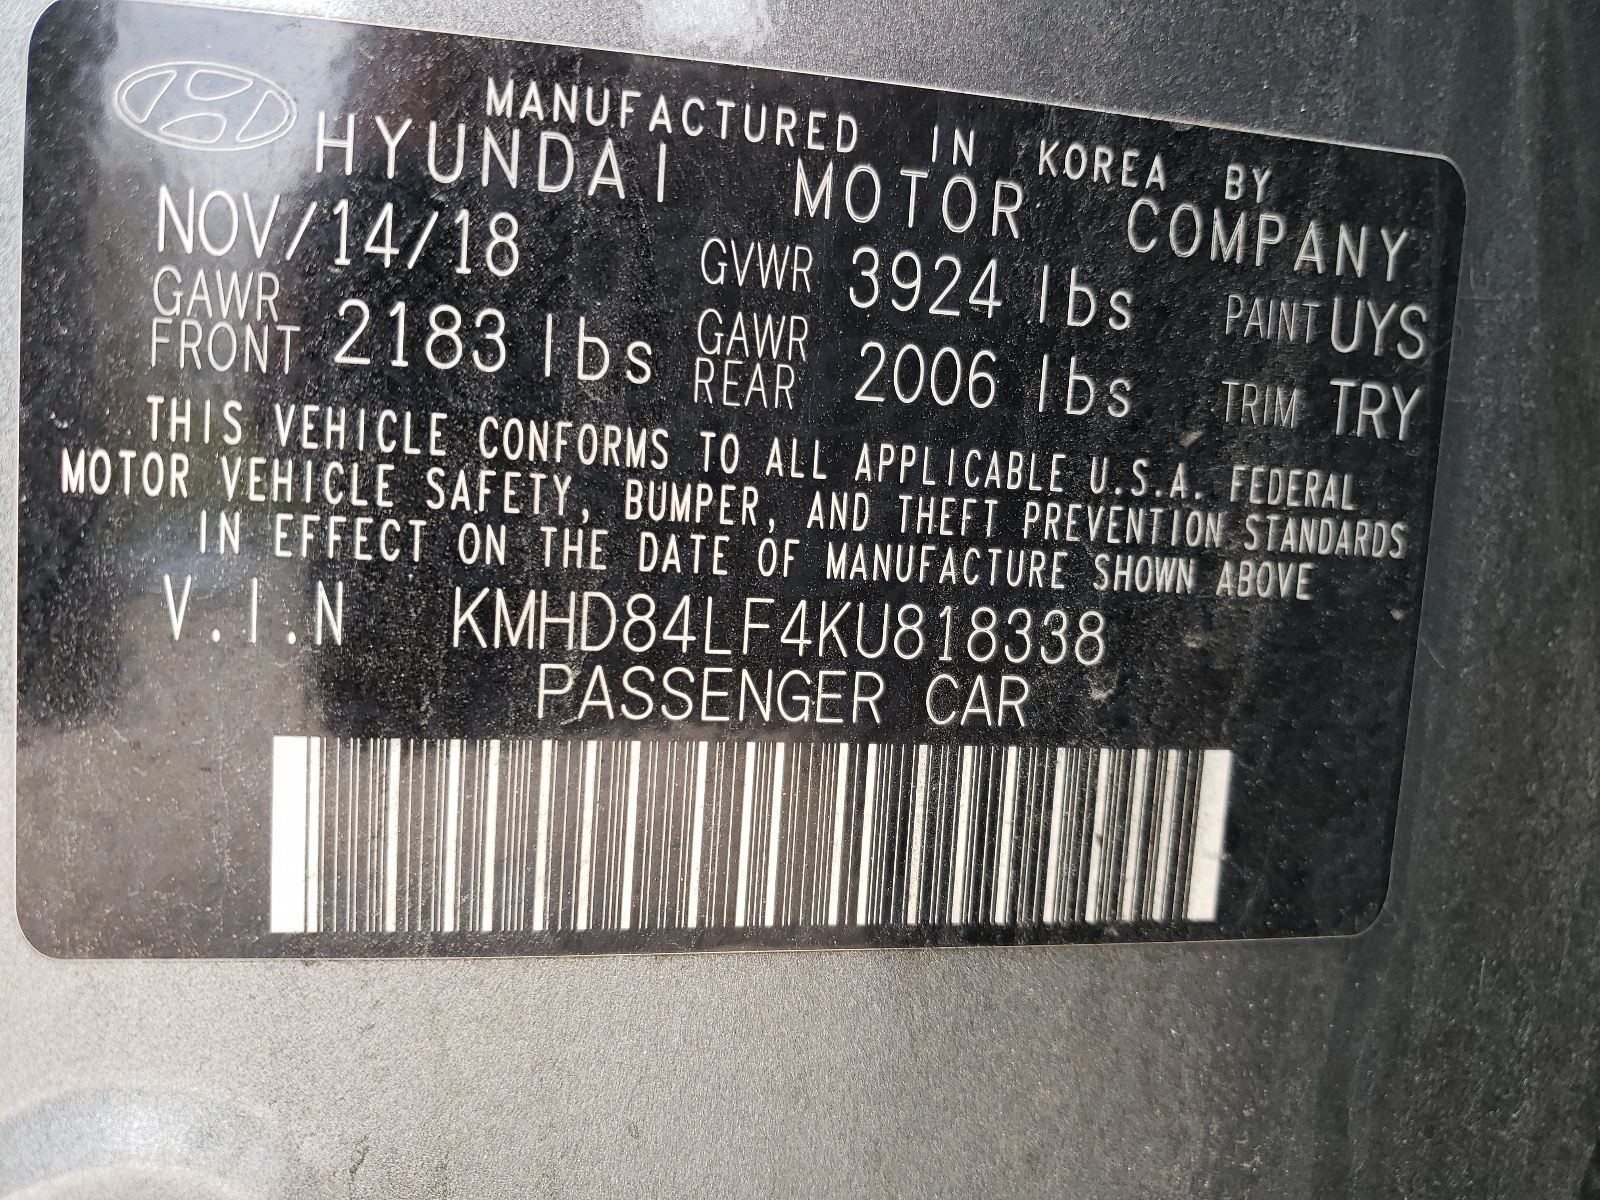 MANUFACTURED IN KOREA BY
HYUNDAI MOTOR COMPANY
NOV/14/18 GVWR 3924 lbs PAINT UYS
GAWR FRONT 2183 lbs GAWR REAR 2006 lbs TRIM TRY
THIS VEHICLE CONFORMS TO ALL APPLICABLE U.S.A. FEDERAL
MOTOR VEHICLE SAFETY, BUMPER, AND THEFT PREVENTION STANDARDS
IN EFFECT ON THE DATE OF MANUFACTURE SHOWN ABOVE
V.I.N KMHD84LF4KU818338
PASSENGER CAR